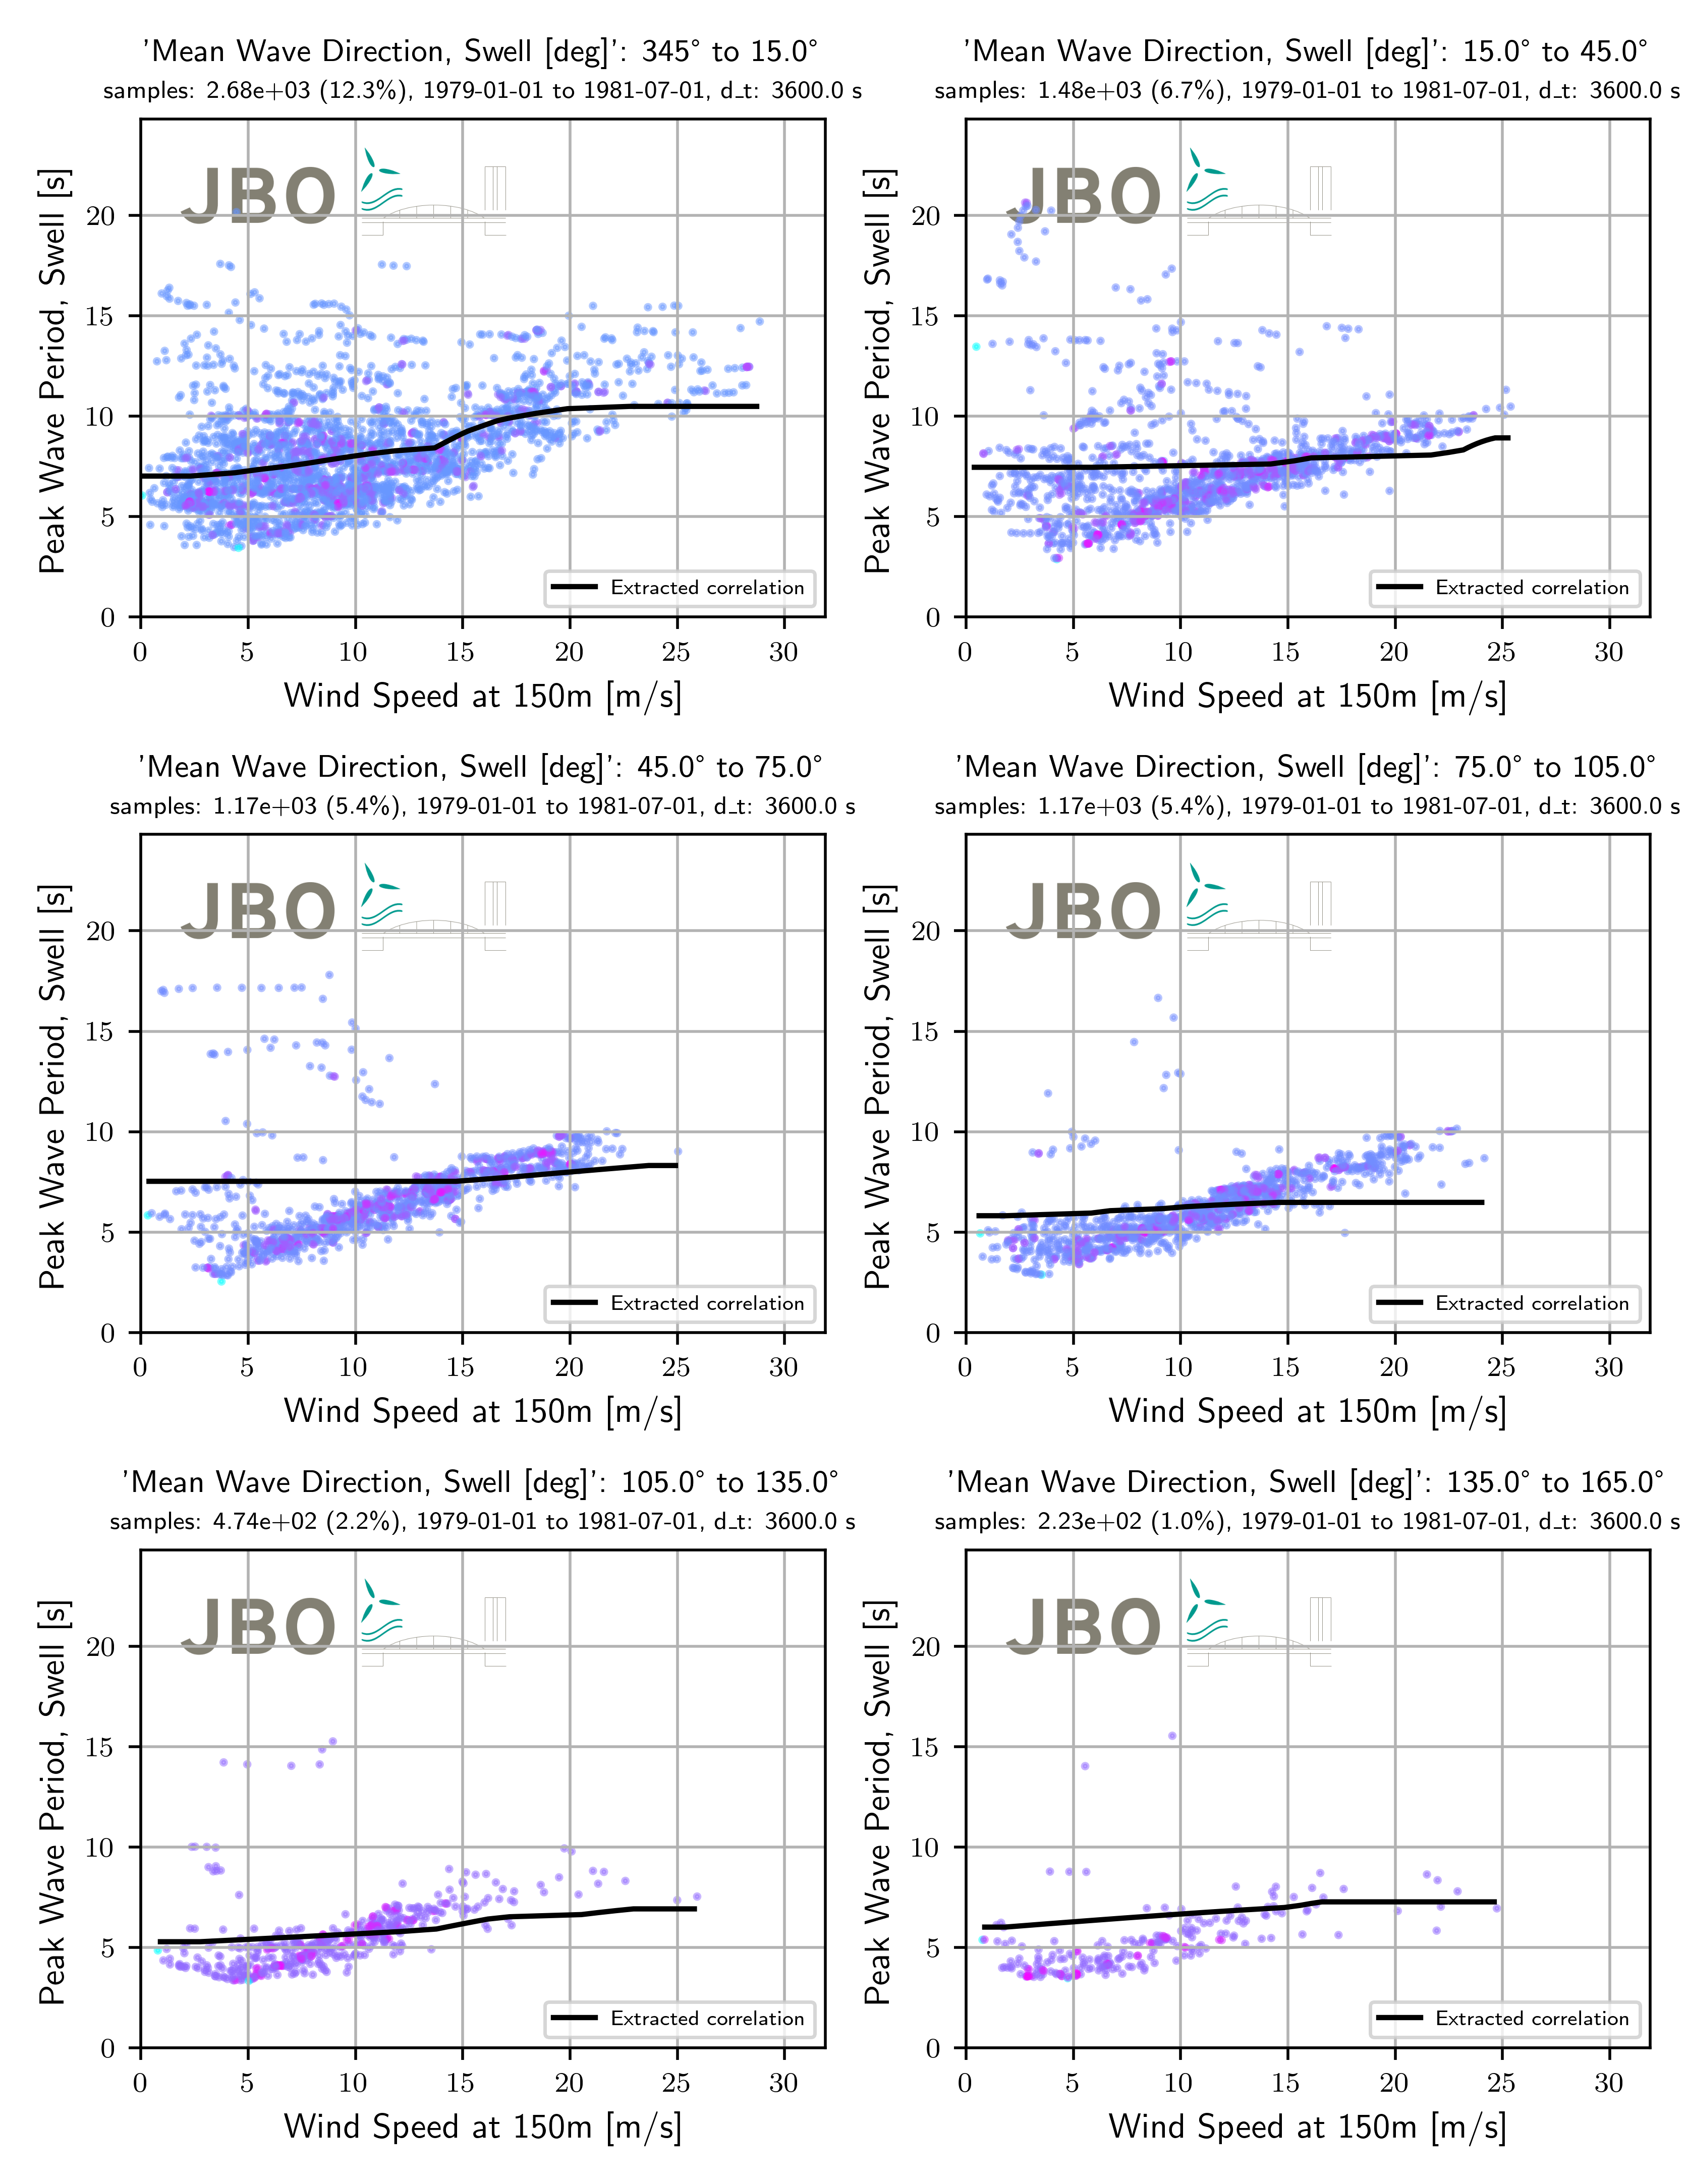 'Mean Wave Direction, Swell [deg]': 345° to 15.0°
samples: 2.68e+03 (12.3%), 1979-01-01 to 1981-07-01, d_t: 3600.0 s
JBO
Peak Wave Period, Swell [s]
20
15
10
5
0
Extracted correlation
0 5 10 15 20 25 30
Wind Speed at 150m [m/s]
'Mean Wave Direction, Swell [deg]': 15.0° to 45.0°
samples: 1.48e+03 (6.7%), 1979-01-01 to 1981-07-01, d_t: 3600.0 s
JBO
Peak Wave Period, Swell [s]
20
15
10
5
0
Extracted correlation
0 5 10 15 20 25 30
Wind Speed at 150m [m/s]
'Mean Wave Direction, Swell [deg]': 45.0° to 75.0°
samples: 1.17e+03 (5.4%), 1979-01-01 to 1981-07-01, d_t: 3600.0 s
JBO
Peak Wave Period, Swell [s]
20
15
10
5
0
Extracted correlation
0 5 10 15 20 25 30
Wind Speed at 150m [m/s]
'Mean Wave Direction, Swell [deg]': 75.0° to 105.0°
samples: 1.17e+03 (5.4%), 1979-01-01 to 1981-07-01, d_t: 3600.0 s
JBO
Peak Wave Period, Swell [s]
20
15
10
5
0
Extracted correlation
0 5 10 15 20 25 30
Wind Speed at 150m [m/s]
'Mean Wave Direction, Swell [deg]': 105.0° to 135.0°
samples: 4.74e+02 (2.2%), 1979-01-01 to 1981-07-01, d_t: 3600.0 s
JBO
Peak Wave Period, Swell [s]
20
15
10
5
0
Extracted correlation
0 5 10 15 20 25 30
Wind Speed at 150m [m/s]
'Mean Wave Direction, Swell [deg]': 135.0° to 165.0°
samples: 2.23e+02 (1.0%), 1979-01-01 to 1981-07-01, d_t: 3600.0 s
JBO
Peak Wave Period, Swell [s]
20
15
10
5
0
Extracted correlation
0 5 10 15 20 25 30
Wind Speed at 150m [m/s]